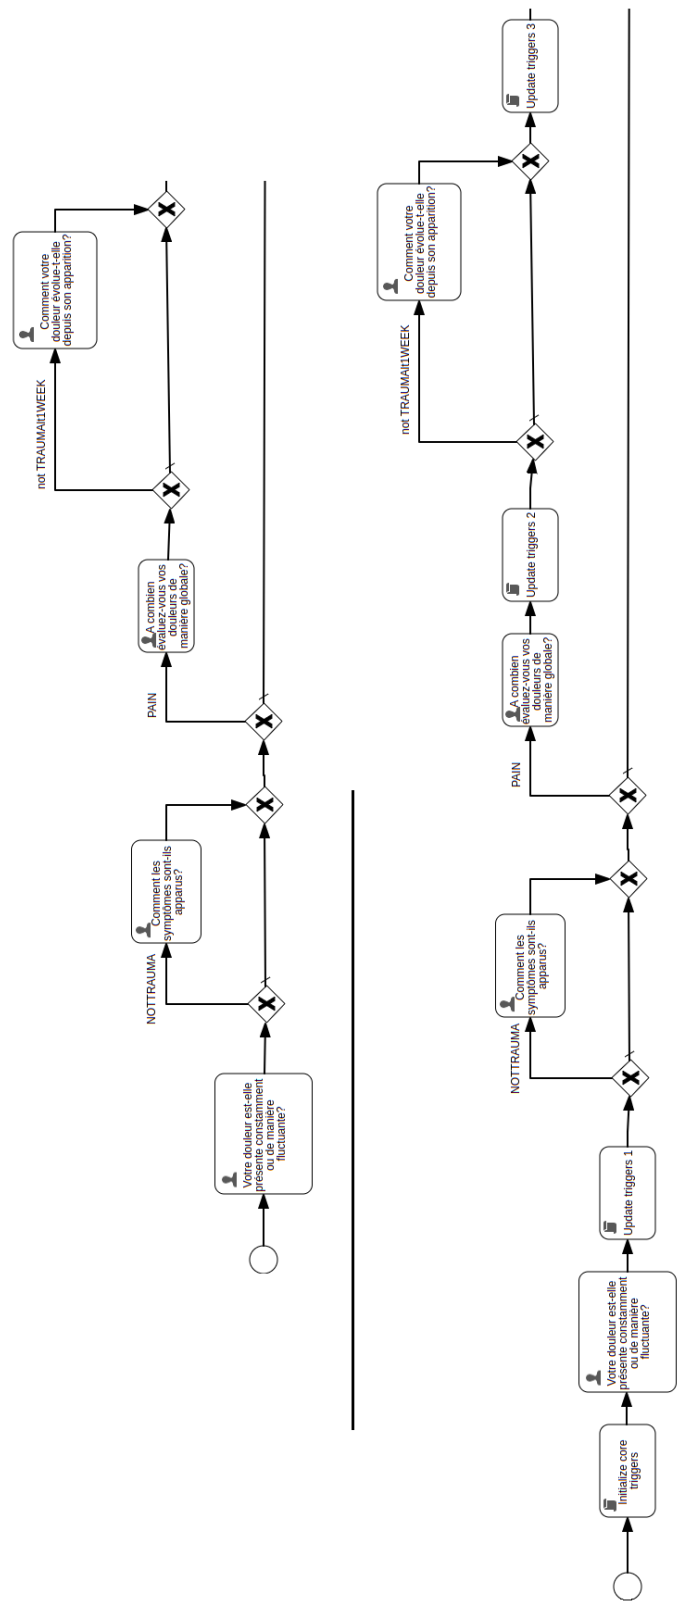 Votre douleur est-elle
présente constamment
ou de manière
fluctuante?
NOTTRAUMA
Comment les
symptômes sont-ils
apparus?
PAIN
A combien
évaluez-vous vos
douleurs de
manière globale?
not TRAUMAlt1WEEK
Comment votre
douleur évolue-t-elle
depuis son apparition?
Initialize core
triggers
Votre douleur est-elle
présente constamment
ou de manière
fluctuante?
Update triggers 1
NOTTRAUMA
Comment les
symptômes sont-ils
apparus?
PAIN
A combien
évaluez-vous vos
douleurs de
manière globale?
Update triggers 2
not TRAUMAlt1WEEK
Comment votre
douleur évolue-t-elle
depuis son apparition?
Update triggers 3